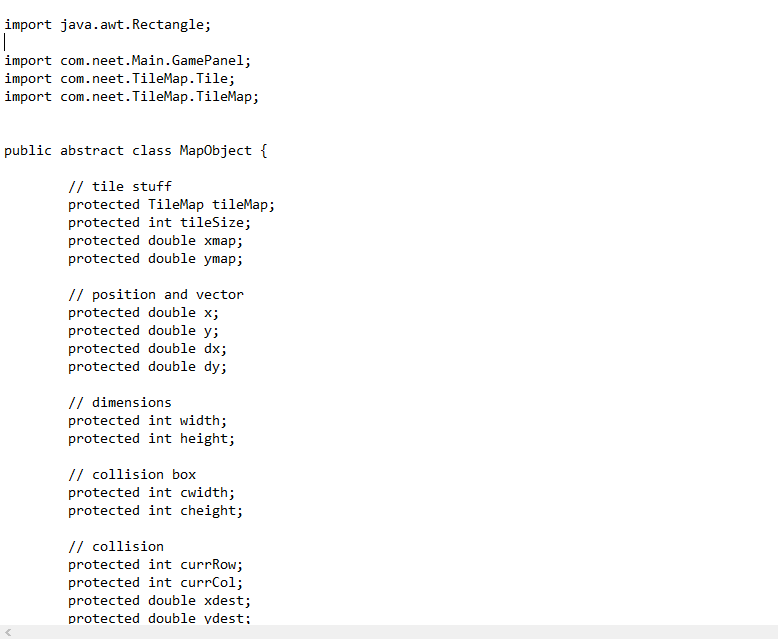 import java.awt.Rectangle;
import com.neet.Main.GamePanel;
import com.neet.TileMap.Tile;
import com.neet.TileMap.TileMap;
public abstract class MapObject {
// tile stuff
protected TileMap tileMap;
protected int tileSize;
protected double xmap;
protected double ymap;
// position and vector
protected double x;
protected double y;
protected double dx;
protected double dy;
// dimensions
protected int width;
protected int height;
// collision box
protected int cwidth;
protected int cheight;
// collision
protected int currRow;
protected int currCol;
protected double xdest;
protected double ydest;